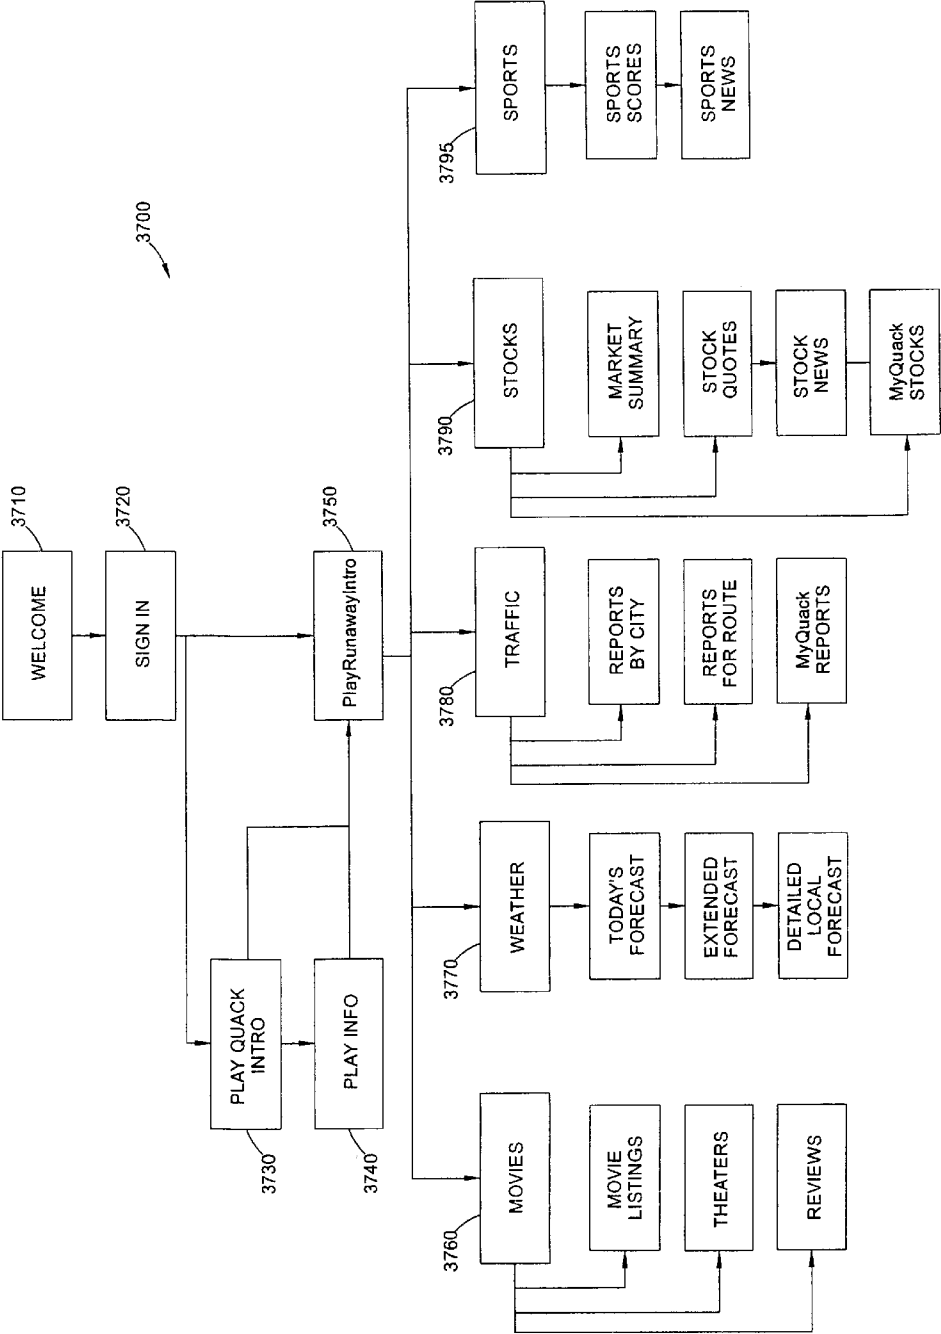 3700
3710
WELCOME
3720
SIGN IN
3730
PLAY QUACK
INTRO
3740
PLAY INFO
3750
PlayRunawayIntro
3760
MOVIES
MOVIE
LISTINGS
THEATERS
REVIEWS
3770
WEATHER
TODAY'S
FORECAST
EXTENDED
FORECAST
DETAILED
LOCAL
FORECAST
3780
TRAFFIC
REPORTS
BY CITY
REPORTS
FOR ROUTE
MyQuack
REPORTS
3790
STOCKS
MARKET
SUMMARY
STOCK
QUOTES
STOCK
NEWS
MyQuack
STOCKS
3795
SPORTS
SPORTS
SCORES
SPORTS
NEWS